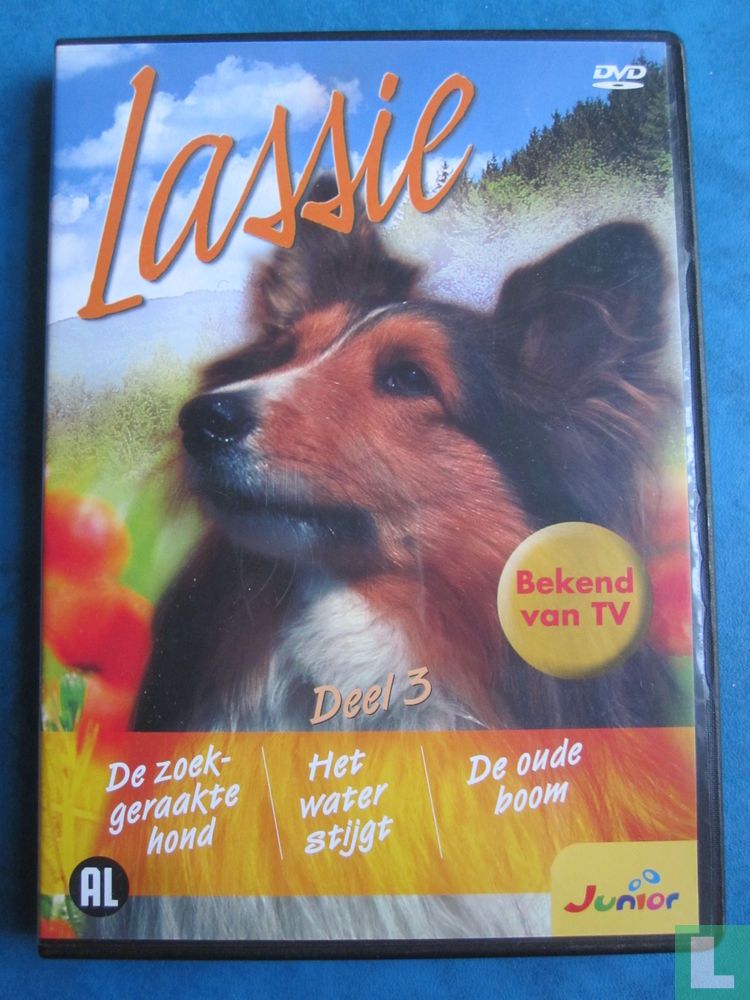 DVD
Lassie
Bekend
van TV
Deel 3
De zoek-
geraakte
hond
Het
water
stijgt
De oude
boom
AL
Junior
L